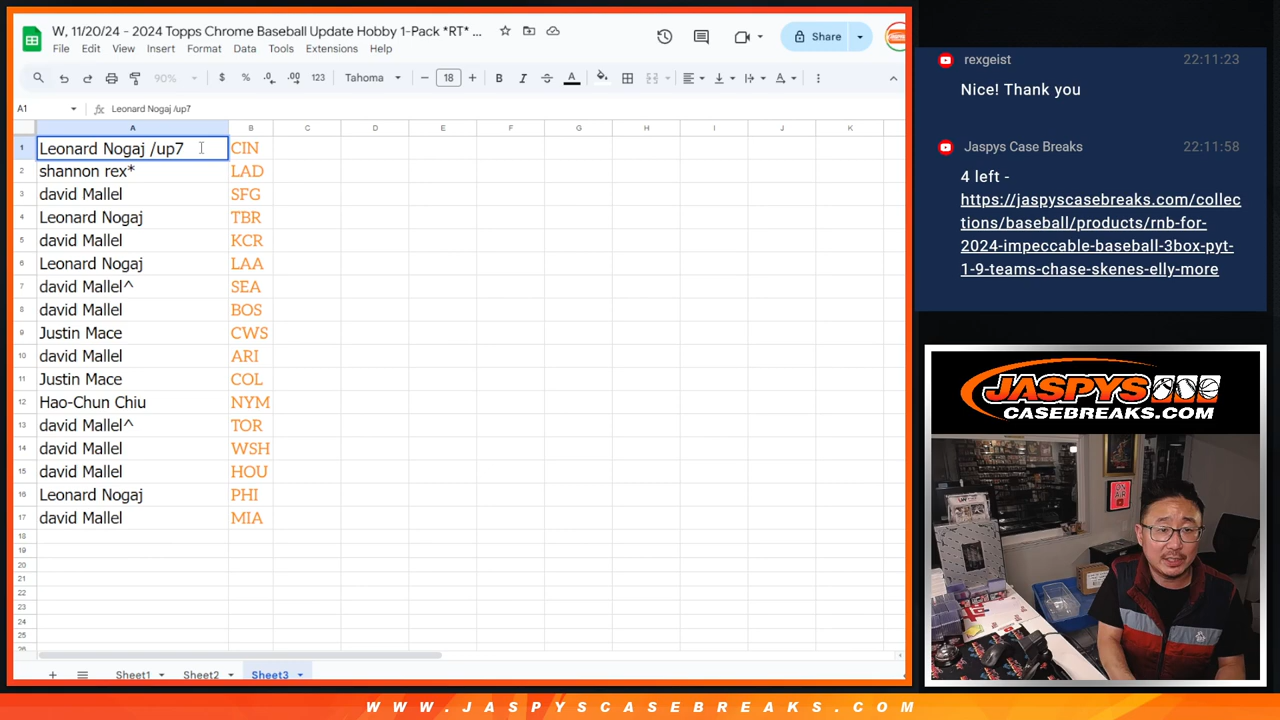 W, 11/20/24 - 2024 Topps Chrome Baseball Update Hobby 1-Pack *RT* ...
File Edit View Insert Format Data Tools Extensions Help
Share
90%
$ % .0 .00 123 Tahoma 18 B I A
A1
Leonard Nogaj /up7
A B C D E F G H I J K
1 Leonard Nogaj /up7 CIN
2 shannon rex* LAD
3 david Mallel SFG
4 Leonard Nogaj TBR
5 david Mallel KCR
6 Leonard Nogaj LAA
7 david Mallel^ SEA
8 david Mallel BOS
9 Justin Mace CWS
10 david Mallel ARI
11 Justin Mace COL
12 Hao-Chun Chiu NYM
13 david Mallel^ TOR
14 david Mallel WSH
15 david Mallel HOU
16 Leonard Nogaj PHI
17 david Mallel MIA
18
19
20
21
22
23
24
25
Sheet1 Sheet2 Sheet3
rexgeist 22:11:23
Nice! Thank you
Jaspys Case Breaks 22:11:58
4 left -
https://jaspyscasebreaks.com/collec
tions/baseball/products/rnb-for-
2024-impeccable-baseball-3box-pyt-
1-9-teams-chase-skenes-elly-more
JASPYS
CASEBREAKS.COM
WWW.JASPYSCASEBREAKS.COM